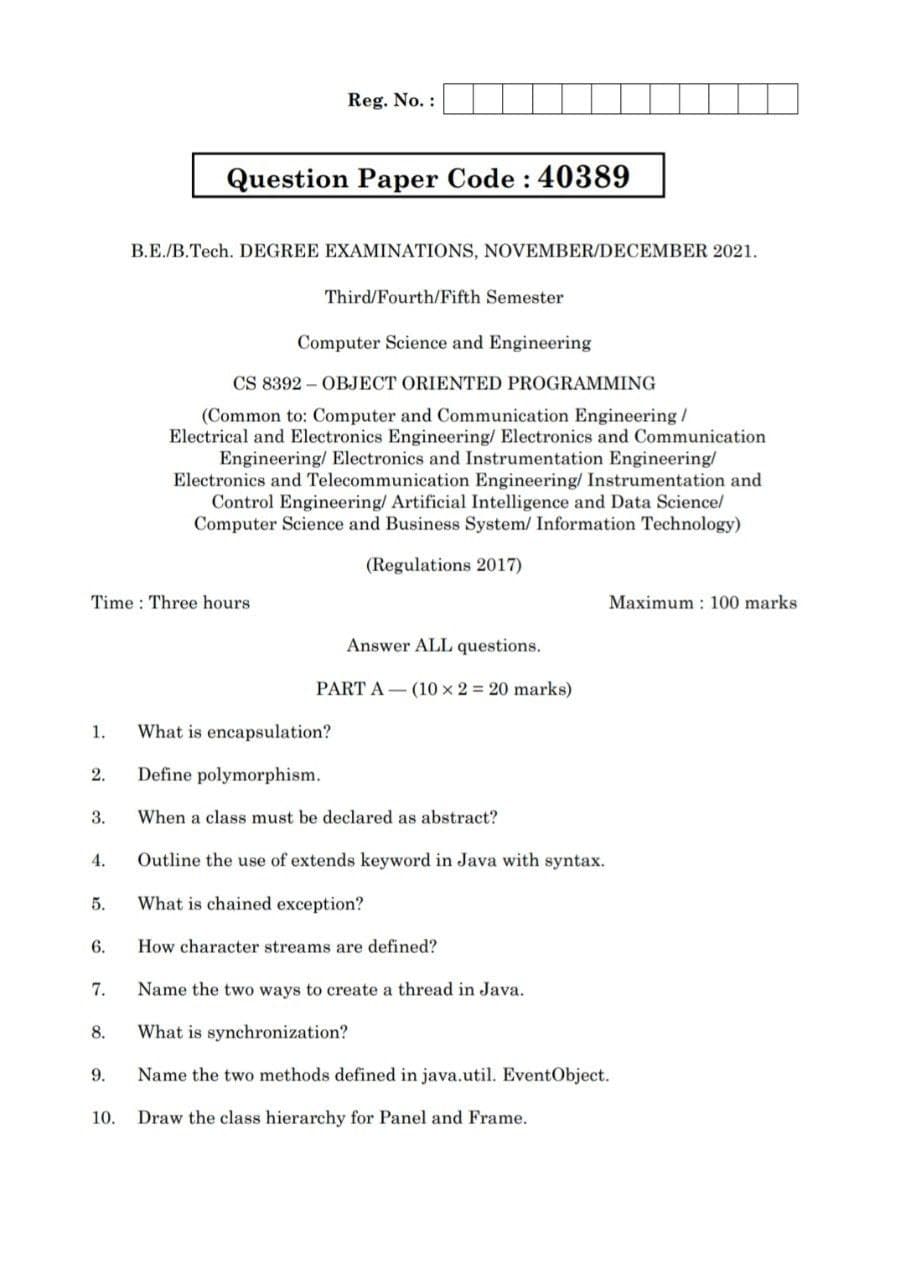 Reg. No. :
Question Paper Code : 40389
B.E./B.Tech. DEGREE EXAMINATIONS, NOVEMBER/DECEMBER 2021.
Third/Fourth/Fifth Semester
Computer Science and Engineering
CS 8392 – OBJECT ORIENTED PROGRAMMING
(Common to: Computer and Communication Engineering /
Electrical and Electronics Engineering/ Electronics and Communication
Engineering/ Electronics and Instrumentation Engineering/
Electronics and Telecommunication Engineering/ Instrumentation and
Control Engineering/ Artificial Intelligence and Data Science/
Computer Science and Business System/ Information Technology)
(Regulations 2017)
Time : Three hours Maximum : 100 marks
Answer ALL questions.
PART A — (10 × 2 = 20 marks)
1. What is encapsulation?
2. Define polymorphism.
3. When a class must be declared as abstract?
4. Outline the use of extends keyword in Java with syntax.
5. What is chained exception?
6. How character streams are defined?
7. Name the two ways to create a thread in Java.
8. What is synchronization?
9. Name the two methods defined in java.util. EventObject.
10. Draw the class hierarchy for Panel and Frame.